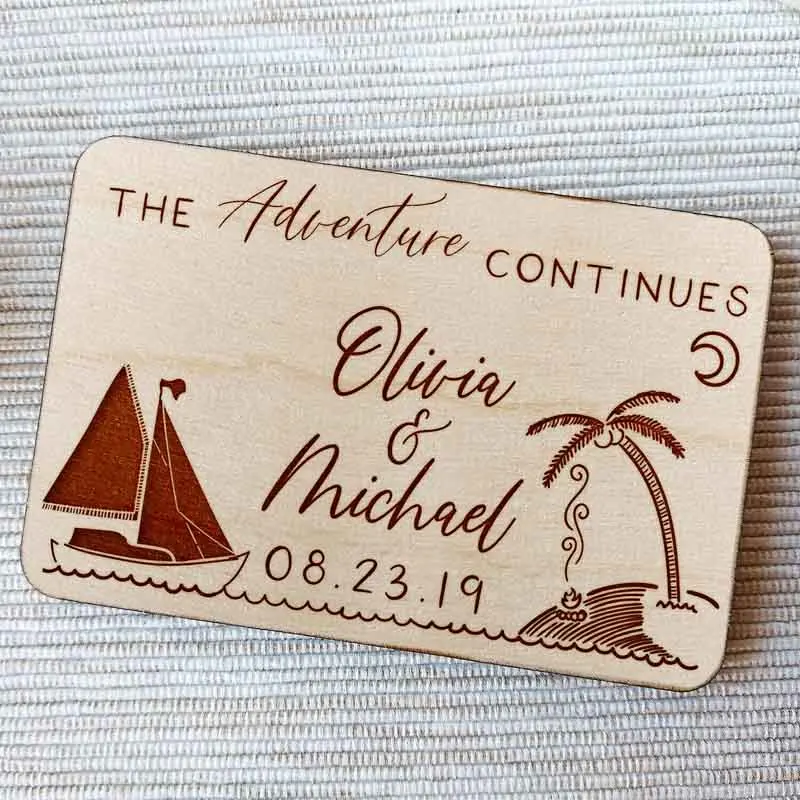 THE Adventure CONTINUES
Olivia
&
Michael
08.23.19